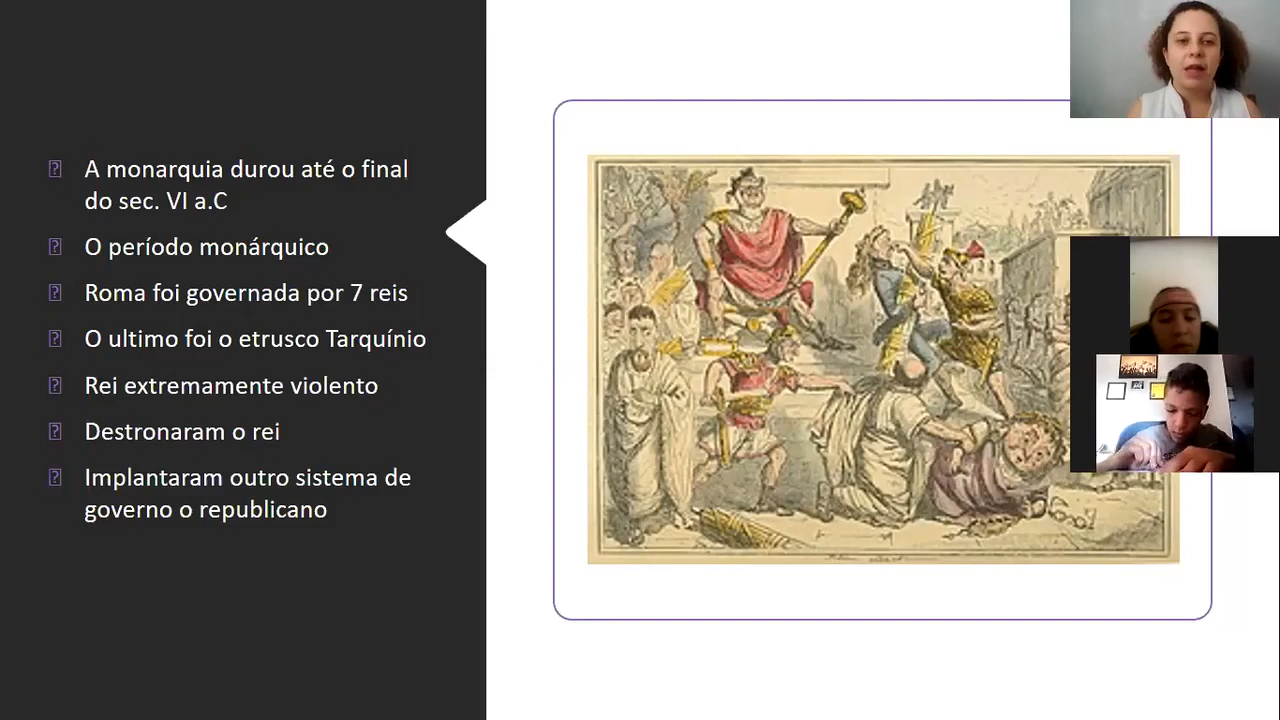 A monarquia durou até o final
do sec. VI a.C
O período monárquico
Roma foi governada por 7 reis
O ultimo foi o etrusco Tarquínio
Rei extremamente violento
Destronaram o rei
Implantaram outro sistema de
governo o republicano